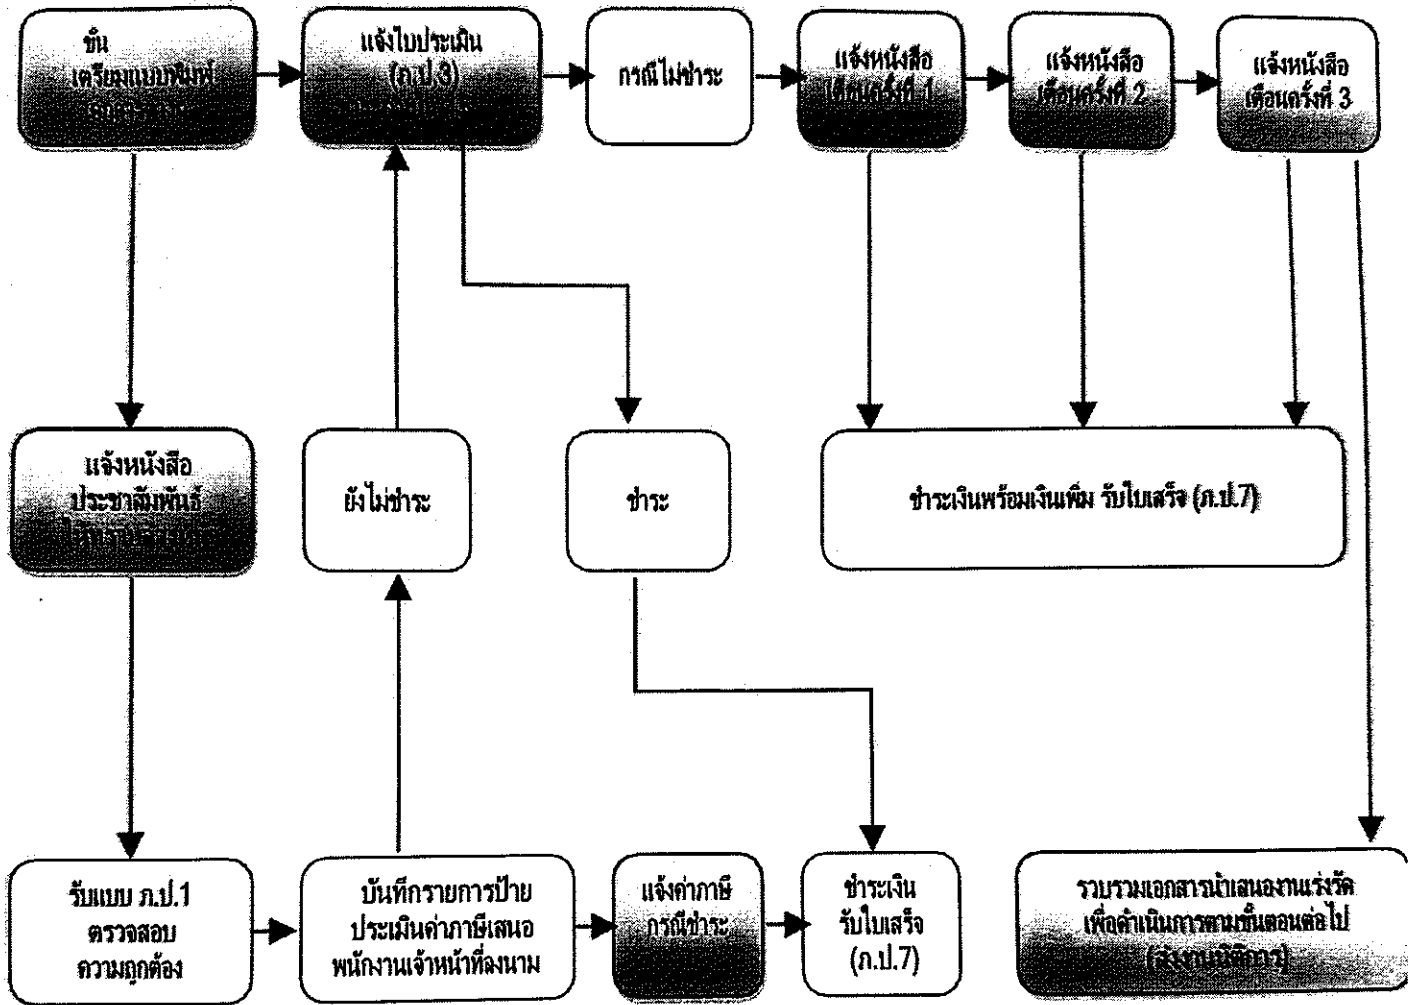 ขั้น
เตรียมแบบพิมพ์
แจ้งใบประเมิน
(ภ.ป.3)
กรณีไม่ชำระ
แจ้งหนังสือ
เตือนครั้งที่ 1
แจ้งหนังสือ
เตือนครั้งที่ 2
แจ้งหนังสือ
เตือนครั้งที่ 3
แจ้งหนังสือ
ประชาสัมพันธ์
ยังไม่ชำระ
ชำระ
ชำระเงินพร้อมเงินเพิ่ม รับใบเสร็จ (ภ.ป.7)
รับแบบ ภ.ป.1
ตรวจสอบ
ความถูกต้อง
บันทึกรายการป้าย
ประเมินค่าภาษีเสนอ
พนักงานเจ้าหน้าที่ลงนาม
แจ้งค่าภาษี
กรณีชำระ
ชำระเงิน
รับใบเสร็จ
(ภ.ป.7)
รวบรวมเอกสารนำเสนองานเร่งรัด
เพื่อดำเนินการตามขั้นตอนต่อไป
(ส่งงานนิติการ)